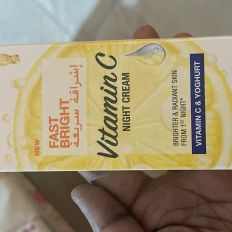 NEW
FAST
BRIGHT
إشراقة سريعة
Vitamin C
NIGHT CREAM
BRIGHTER & RADIANT SKIN
FROM 1ST NIGHT*
VITAMIN C & YOGHURT